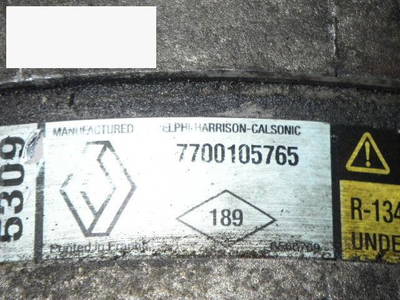 MANUFACTURED ELPHI-HARRISON-CALSONIC
7700105765
5309
189
R-134
UNDE
Printed in France